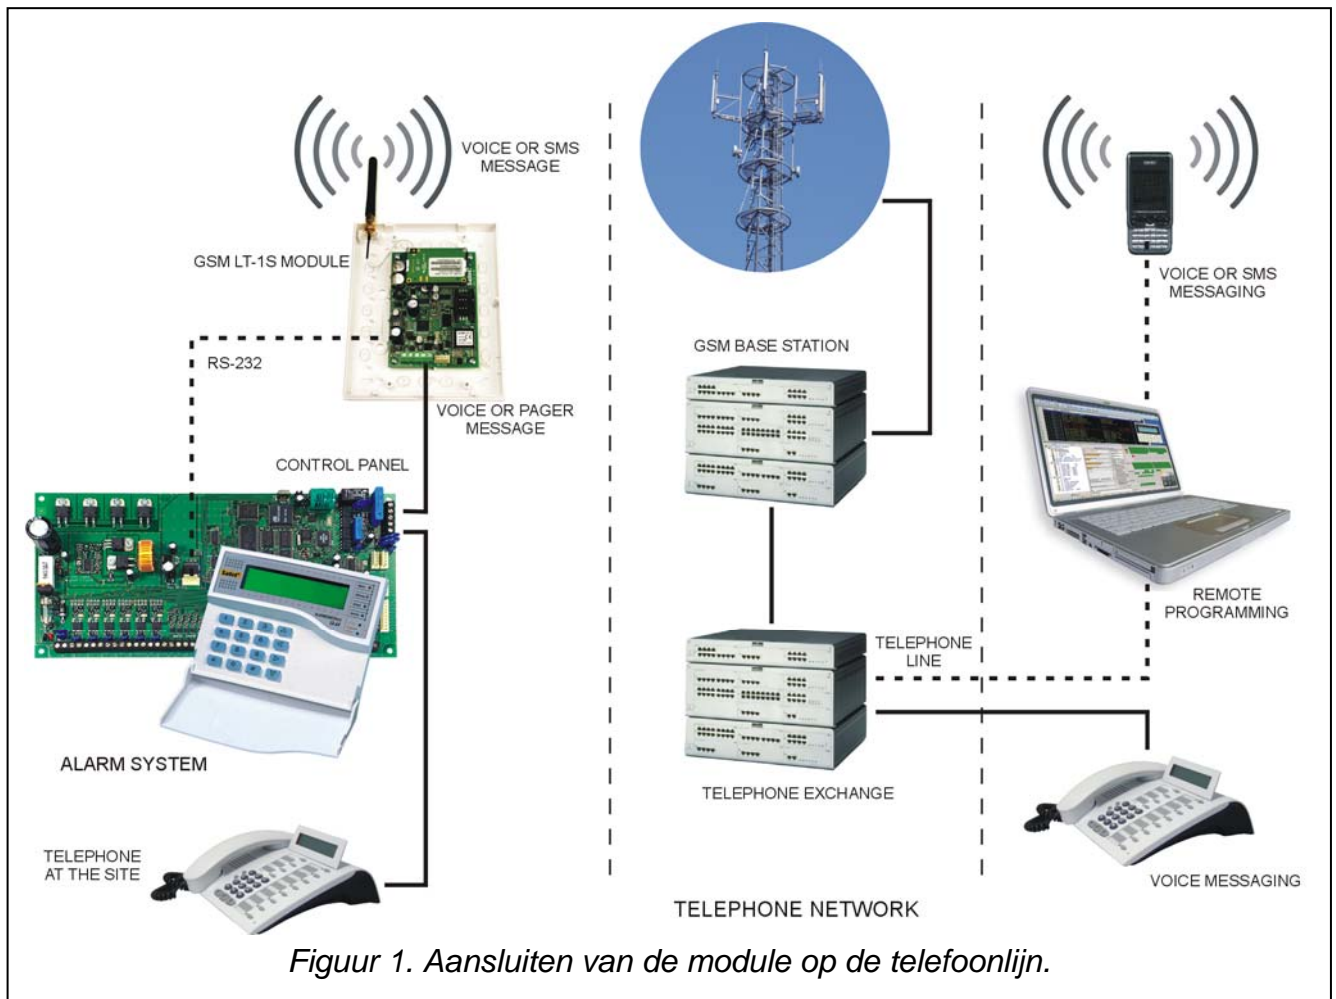 VOICE OR SMS
MESSAGE
GSM LT-1S MODULE
RS-232
VOICE OR PAGER
MESSAGE
CONTROL PANEL
Satel
ALARM SYSTEM
TELEPHONE
AT THE SITE
GSM BASE STATION
TELEPHONE
LINE
TELEPHONE EXCHANGE
TELEPHONE NETWORK
VOICE OR SMS
MESSAGING
REMOTE
PROGRAMMING
VOICE MESSAGING
Figuur 1. Aansluiten van de module op de telefoonlijn.